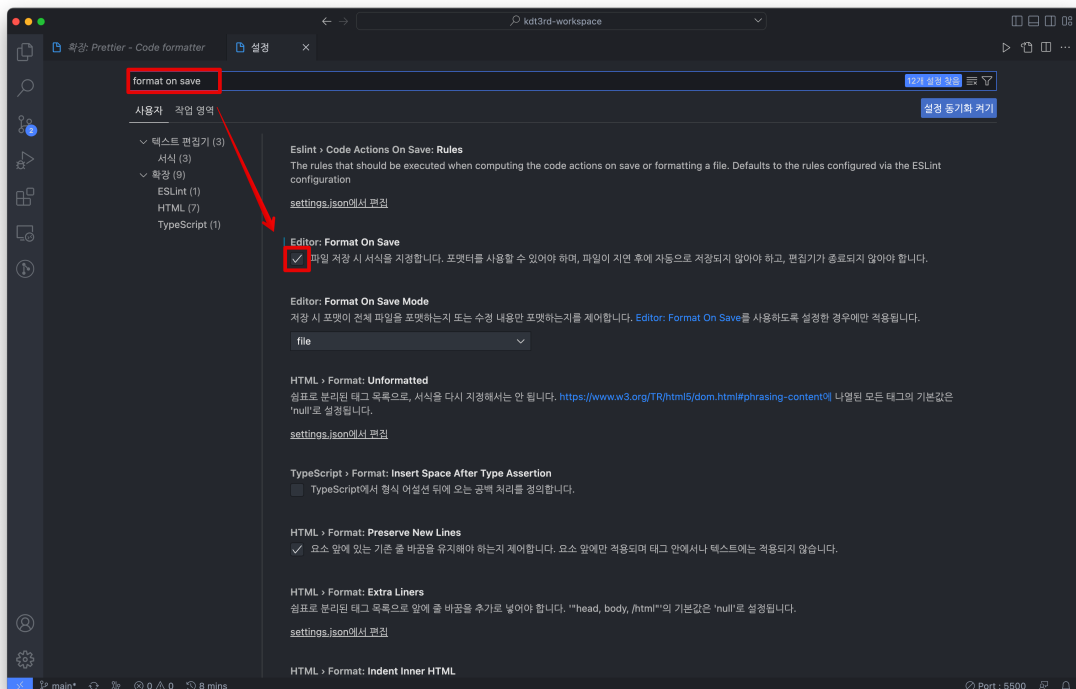 kdt3rd-workspace
확장: Prettier - Code formatter
설정
format on save
12개 설정 찾음
사용자
작업 영역
설정 동기화 켜기
텍스트 편집기 (3)
서식 (3)
확장 (9)
ESLint (1)
HTML (7)
TypeScript (1)
2
Eslint › Code Actions On Save: Rules
The rules that should be executed when computing the code actions on save or formatting a file. Defaults to the rules configured via the ESLint
configuration
settings.json에서 편집
Editor: Format On Save
파일 저장 시 서식을 지정합니다. 포맷터를 사용할 수 있어야 하며, 파일이 지연 후에 자동으로 저장되지 않아야 하고, 편집기가 종료되지 않아야 합니다.
Editor: Format On Save Mode
저장 시 포맷이 전체 파일을 포맷하는지 또는 수정 내용만 포맷하는지를 제어합니다. Editor: Format On Save를 사용하도록 설정한 경우에만 적용됩니다.
file
HTML › Format: Unformatted
쉼표로 분리된 태그 목록으로, 서식을 다시 지정해서는 안 됩니다. https://www.w3.org/TR/html5/dom.html#phrasing-content에 나열된 모든 태그의 기본값은
'null'로 설정됩니다.
settings.json에서 편집
TypeScript › Format: Insert Space After Type Assertion
TypeScript에서 형식 어설션 뒤에 오는 공백 처리를 정의합니다.
HTML › Format: Preserve New Lines
요소 앞에 있는 기존 줄 바꿈을 유지해야 하는지 제어합니다. 요소 앞에만 적용되며 태그 안에서나 텍스트에는 적용되지 않습니다.
HTML › Format: Extra Liners
쉼표로 분리된 태그 목록으로 앞에 줄 바꿈을 추가로 넣어야 합니다. '"head, body, /html"'의 기본값은 'null'로 설정됩니다.
settings.json에서 편집
HTML › Format: Indent Inner HTML
main*
0
0
8 mins
Port : 5500